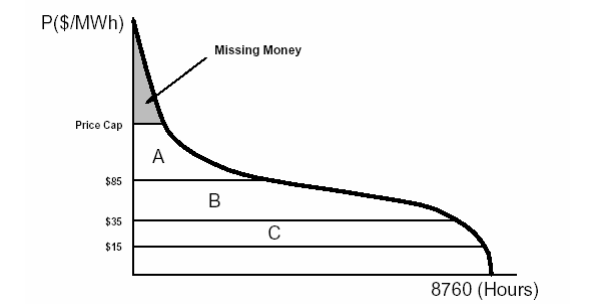 P($/MWh)
Missing Money
Price Cap
A
$85
B
$35
C
$15
8760 (Hours)